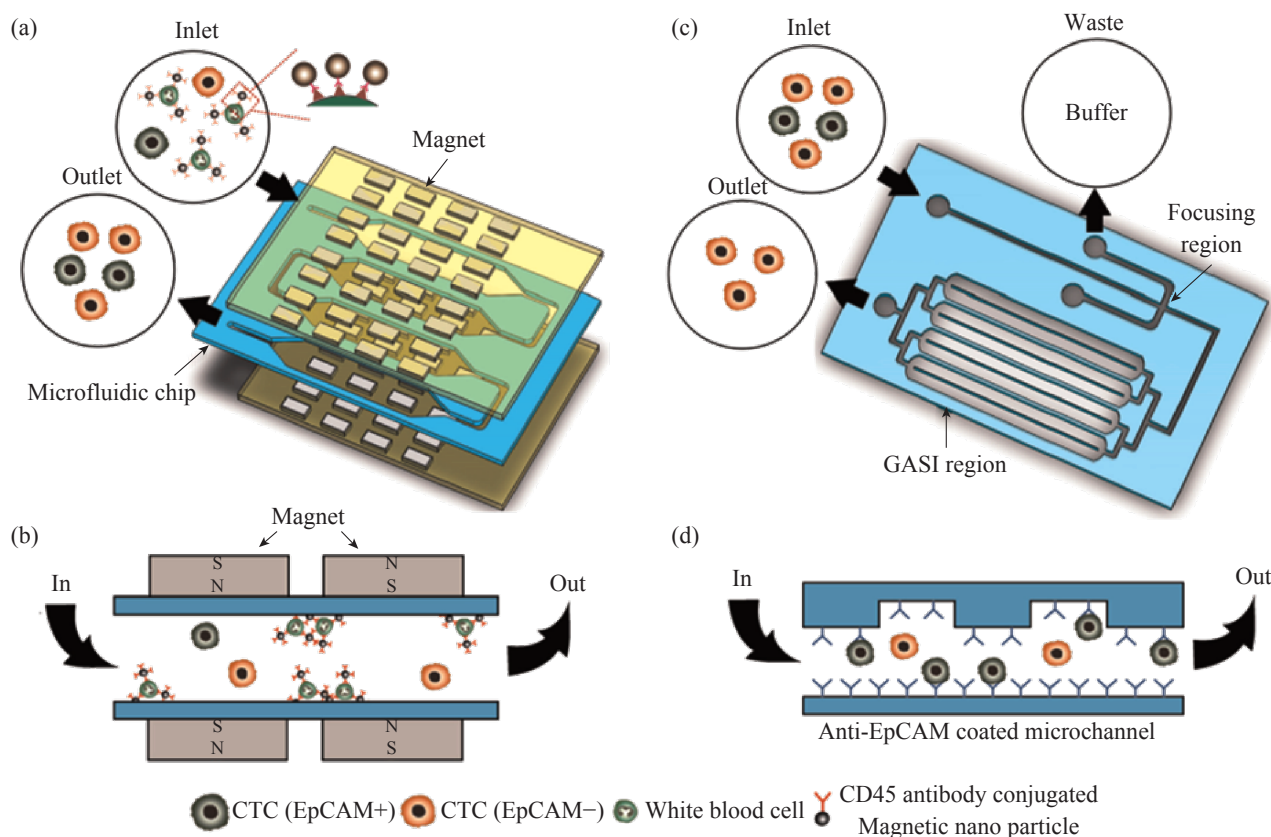 (a)
Inlet
Magnet
Outlet
Microfluidic chip
(c)
Inlet
Waste
Buffer
Outlet
Focusing
region
GASI region
(b)
Magnet
In
S
N
N
S
Out
S
N
N
S
(d)
In
Out
Anti-EpCAM coated microchannel
CTC (EpCAM+)
CTC (EpCAM−)
White blood cell
CD45 antibody conjugated
Magnetic nano particle